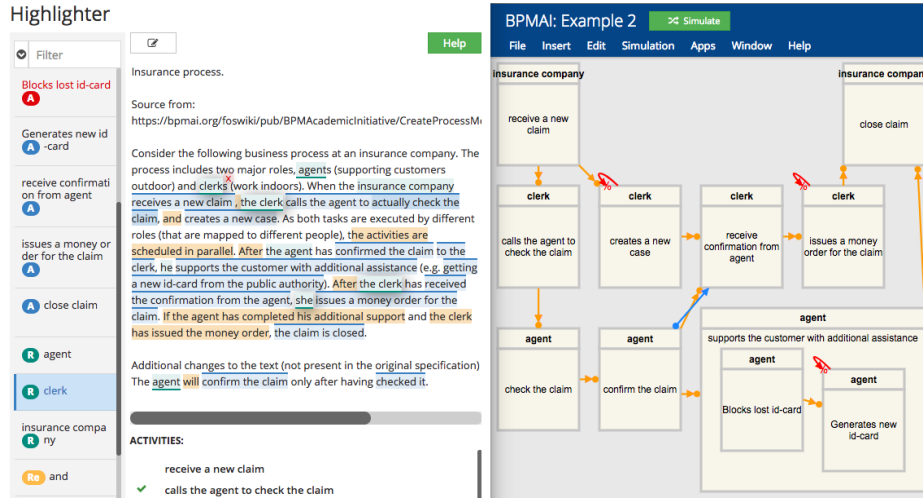 Highlighter
Filter
Help
Blocks lost id-card
A
Generates new id
A -card
receive confirmati
on from agent
A
issues a money or
der for the claim
A
A close claim
R agent
R clerk
insurance compa
R ny
Re and
Insurance process.
Source from:
https://bpmai.org/foswiki/pub/BPMAcademicInitiative/CreateProcessM
Consider the following business process at an insurance company. The
process includes two major roles, agents (supporting customers
outdoor) and clerks (work indoors). When the insurance company
x
receives a new claim , the clerk calls the agent to actually check the
claim, and creates a new case. As both tasks are executed by different
roles (that are mapped to different people), the activities are
scheduled in parallel. After the agent has confirmed the claim to the
clerk, he supports the customer with additional assistance (e.g. getting
a new id-card from the public authority). After the clerk has received
the confirmation from the agent, she issues a money order for the
claim. If the agent has completed his additional support and the clerk
has issued the money order, the claim is closed.
Additional changes to the text (not present in the original specification)
The agent will confirm the claim only after having checked it.
ACTIVITIES:
receive a new claim
calls the agent to check the claim
BPMAI: Example 2
Simulate
File Insert Edit Simulation Apps Window Help
insurance company
receive a new
claim
insurance compan
close claim
clerk
calls the agent to
check the claim
clerk
creates a new
case
clerk
receive
confirmation from
agent
clerk
issues a money
order for the claim
agent
check the claim
agent
confirm the claim
agent
supports the customer with additional assistance
agent
Blocks lost id-card
agent
Generates new
id-card